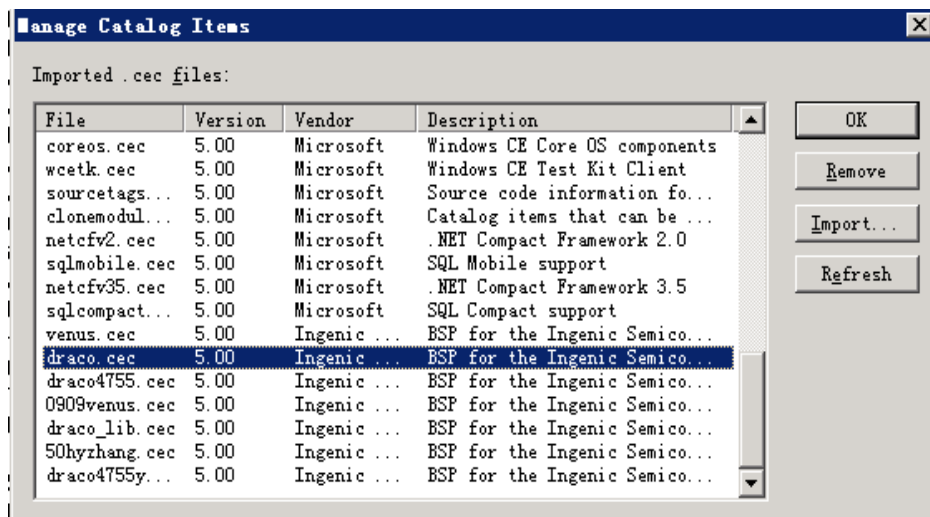 Manage Catalog Items
Imported .cec files:
File Version Vendor Description
coreos.cec 5.00 Microsoft Windows CE Core OS components
wcetk.cec 5.00 Microsoft Windows CE Test Kit Client
sourcetags... 5.00 Microsoft Source code information fo...
clonemodul... 5.00 Microsoft Catalog items that can be ...
netcfv2.cec 5.00 Microsoft .NET Compact Framework 2.0
sqlmobile.cec 5.00 Microsoft SQL Mobile support
netcfv35.cec 5.00 Microsoft .NET Compact Framework 3.5
sqlcompact... 5.00 Microsoft SQL Compact support
venus.cec 5.00 Ingenic ... BSP for the Ingenic Semico...
draco.cec 5.00 Ingenic ... BSP for the Ingenic Semico...
draco4755.cec 5.00 Ingenic ... BSP for the Ingenic Semico...
0909venus.cec 5.00 Ingenic ... BSP for the Ingenic Semico...
draco_lib.cec 5.00 Ingenic ... BSP for the Ingenic Semico...
50hyzhang.cec 5.00 Ingenic ... BSP for the Ingenic Semico...
draco4755y... 5.00 Ingenic ... BSP for the Ingenic Semico...
OK
Remove
Import...
Refresh